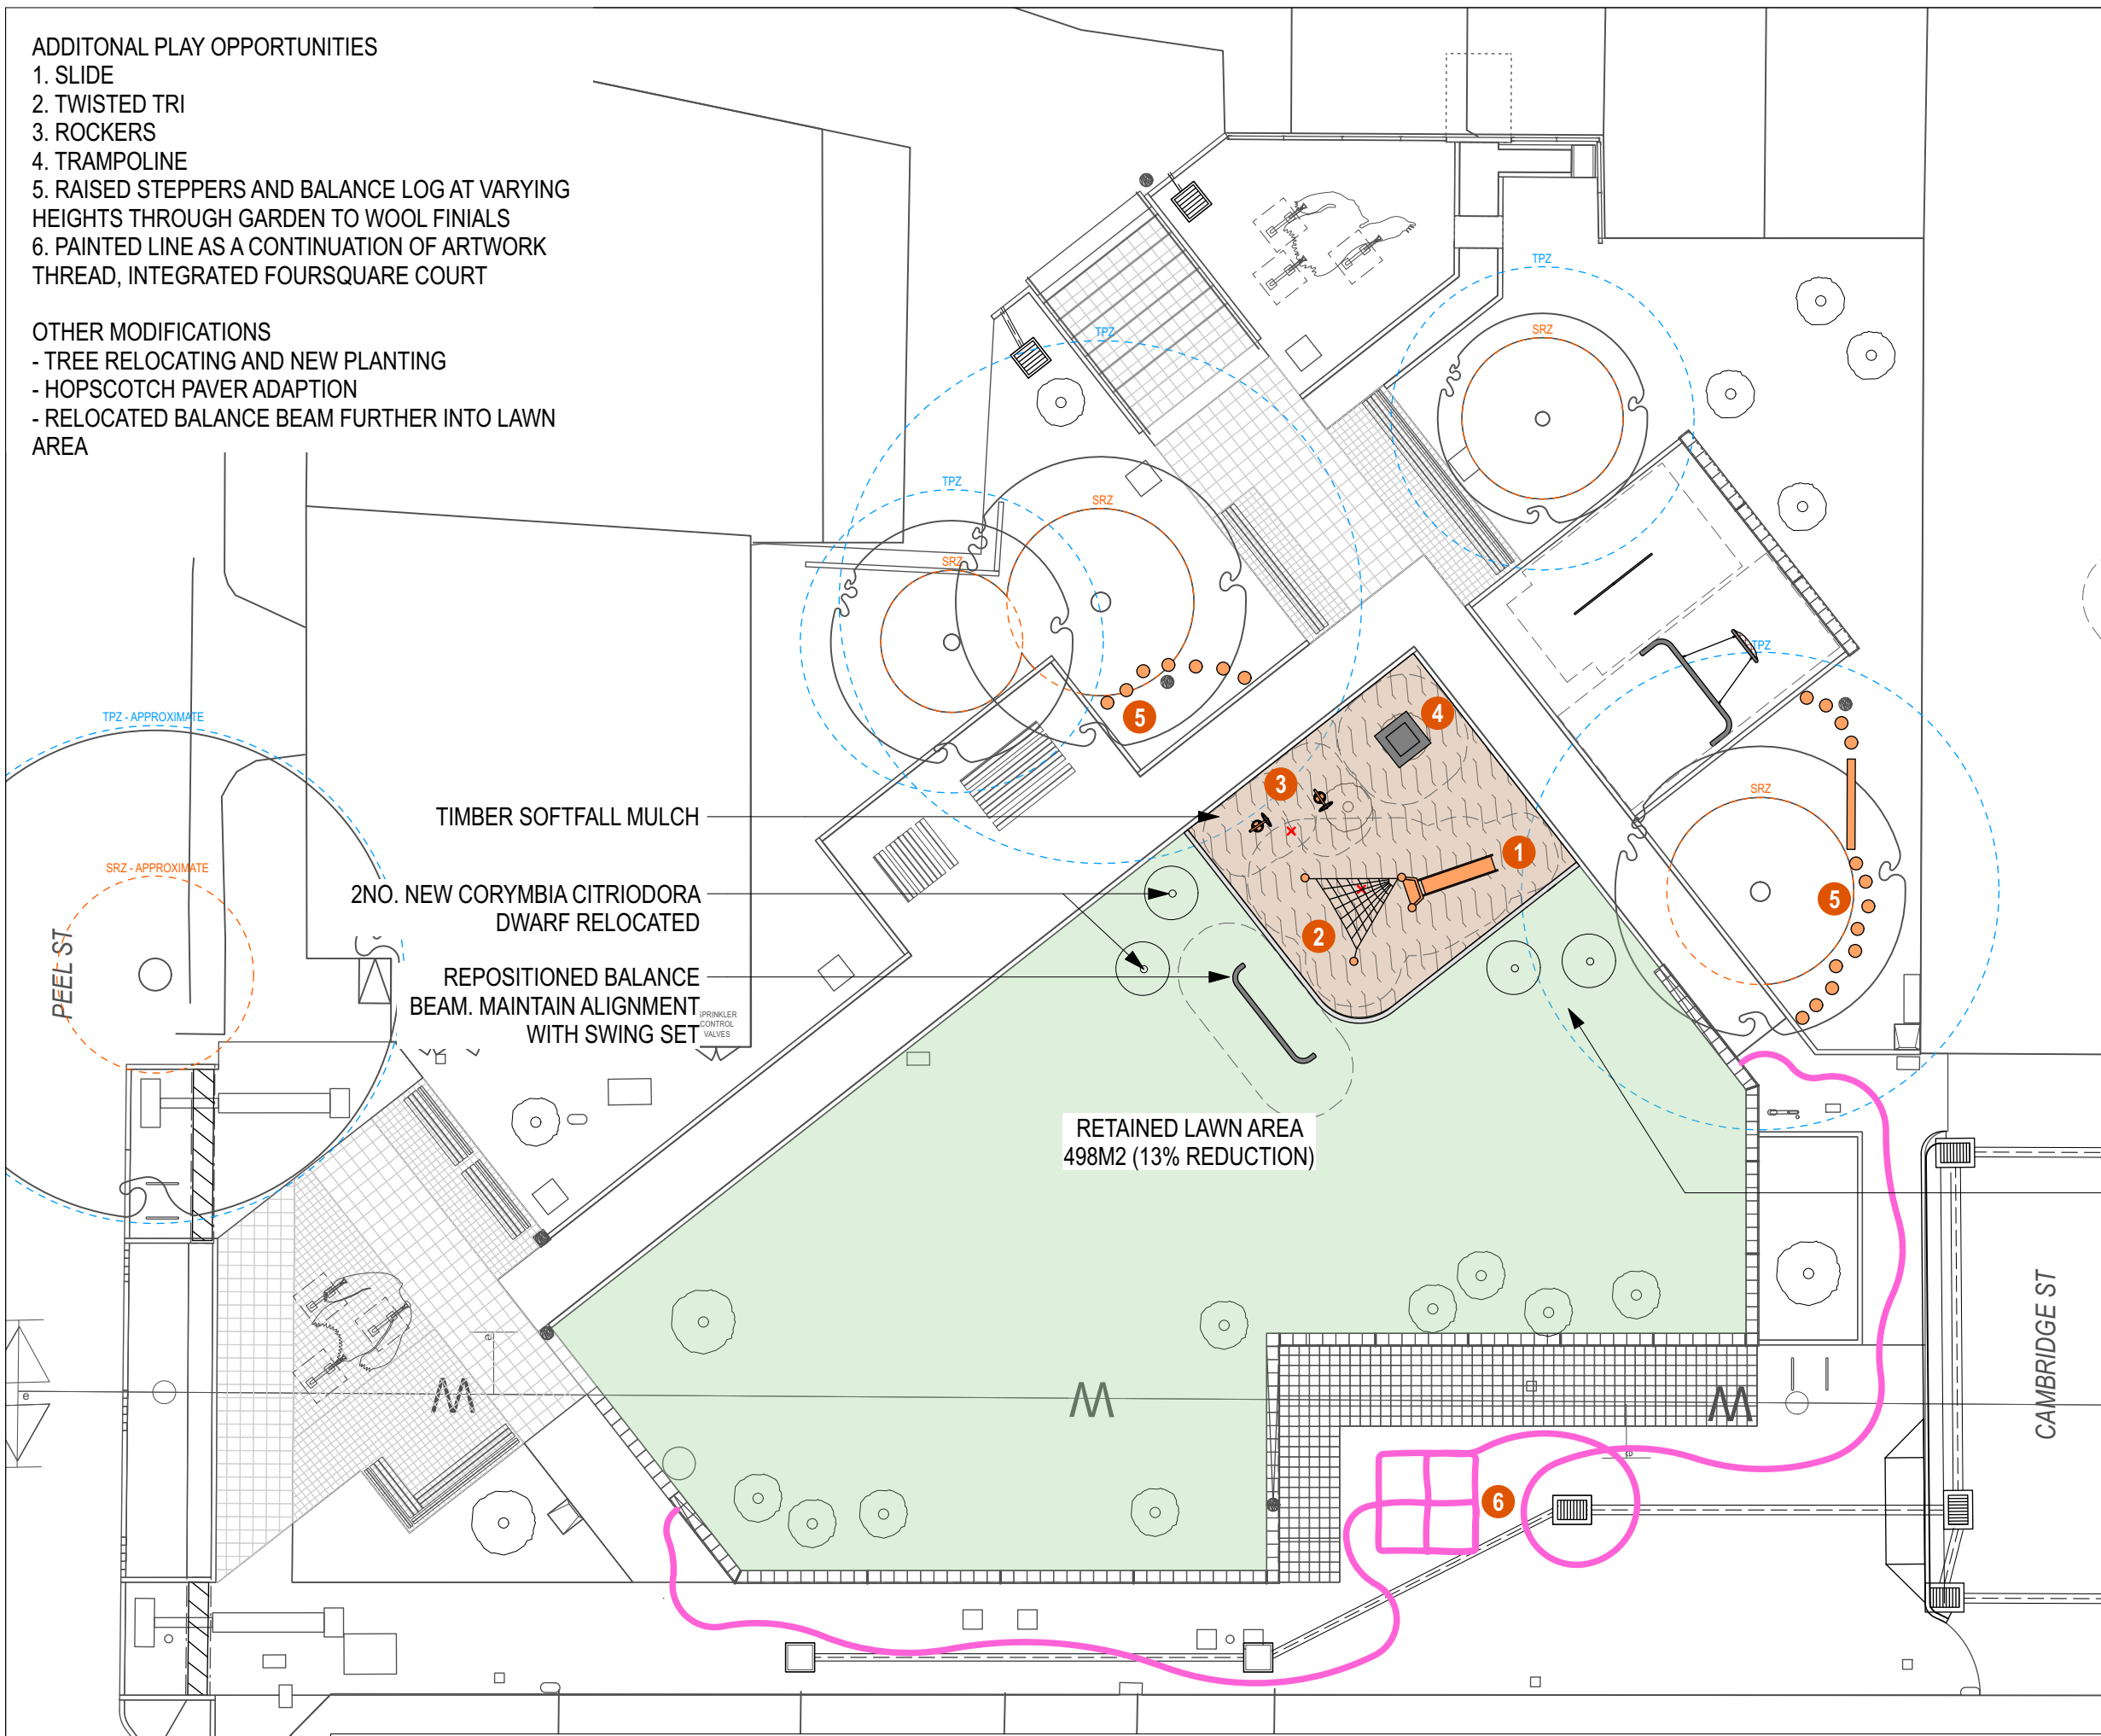 ADDITONAL PLAY OPPORTUNITIES
1. SLIDE
2. TWISTED TRI
3. ROCKERS
4. TRAMPOLINE
5. RAISED STEPPERS AND BALANCE LOG AT VARYING
HEIGHTS THROUGH GARDEN TO WOOL FINIALS
6. PAINTED LINE AS A CONTINUATION OF ARTWORK
THREAD, INTEGRATED FOURSQUARE COURT
OTHER MODIFICATIONS
- TREE RELOCATING AND NEW PLANTING
- HOPSCOTCH PAVER ADAPTION
- RELOCATED BALANCE BEAM FURTHER INTO LAWN
AREA
TPZ
SRZ
TPZ
TPZ
SRZ
SRZ
TPZ
SRZ
TPZ - APPROXIMATE
SRZ - APPROXIMATE
PEEL ST
5
4
3
1
2
5
TIMBER SOFTFALL MULCH
2NO. NEW CORYMBIA CITRIODORA
DWARF RELOCATED
REPOSITIONED BALANCE
BEAM. MAINTAIN ALIGNMENT
WITH SWING SET
SPRINKLER
CONTROL
VALVES
RETAINED LAWN AREA
498M2 (13% REDUCTION)
CAMBRIDGE ST
W
W
W
e
e
e
6